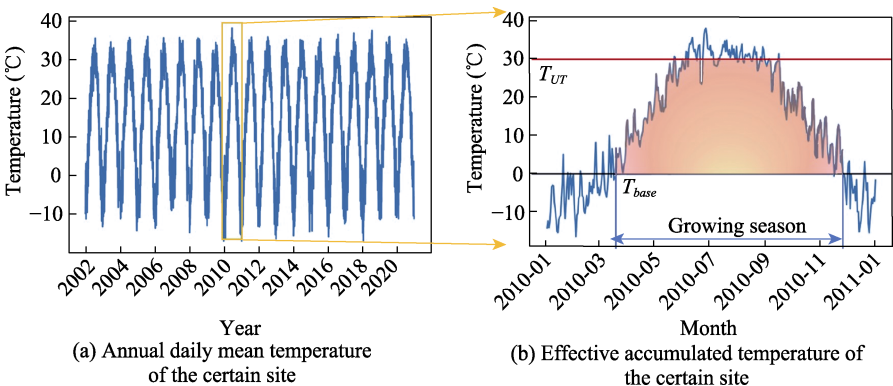 40
30
20
10
0
−10
Temperature (℃)
2002
2004
2006
2008
2010
2012
2014
2016
2018
2020
Year
(a) Annual daily mean temperature
of the certain site
40
30
20
10
0
−10
Temperature (℃)
T_UT
T_base
Growing season
2010-01
2010-03
2010-05
2010-07
2010-09
2010-11
2011-01
Month
(b) Effective accumulated temperature of
the certain site